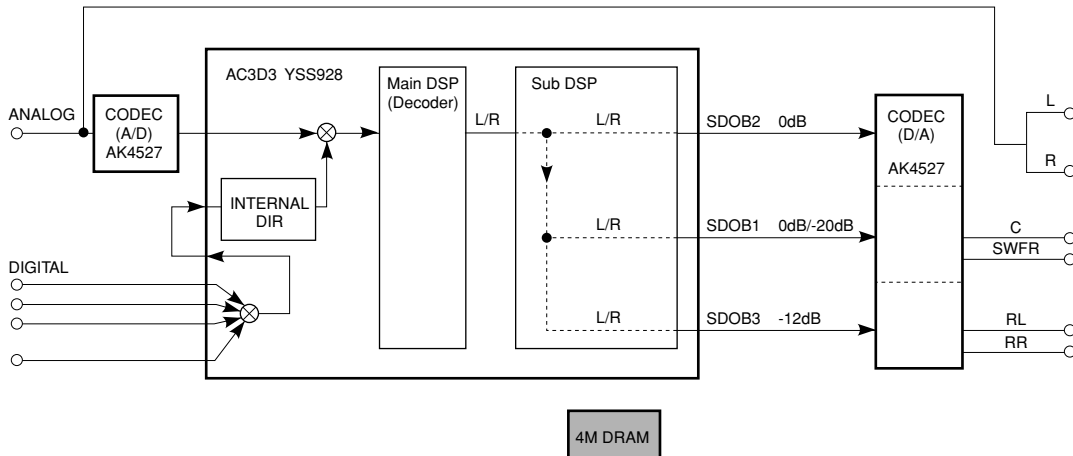 AC3D3 YSS928
ANALOG
CODEC
(A/D)
AK4527
INTERNAL
DIR
DIGITAL
Main DSP
(Decoder)
L/R
Sub DSP
L/R
L/R
L/R
SDOB2 0dB
SDOB1 0dB/-20dB
SDOB3 -12dB
CODEC
(D/A)
AK4527
L
R
C
SWFR
RL
RR
4M DRAM